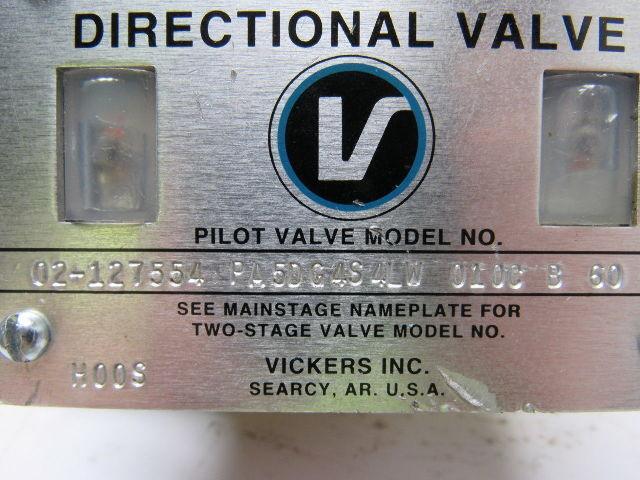 DIRECTIONAL VALVE
V
PILOT VALVE MODEL NO.
02-127554 PA5DG4S4LW 010C B 60
SEE MAINSTAGE NAMEPLATE FOR
TWO-STAGE VALVE MODEL NO.
H00S
VICKERS INC.
SEARCY, AR. U.S.A.